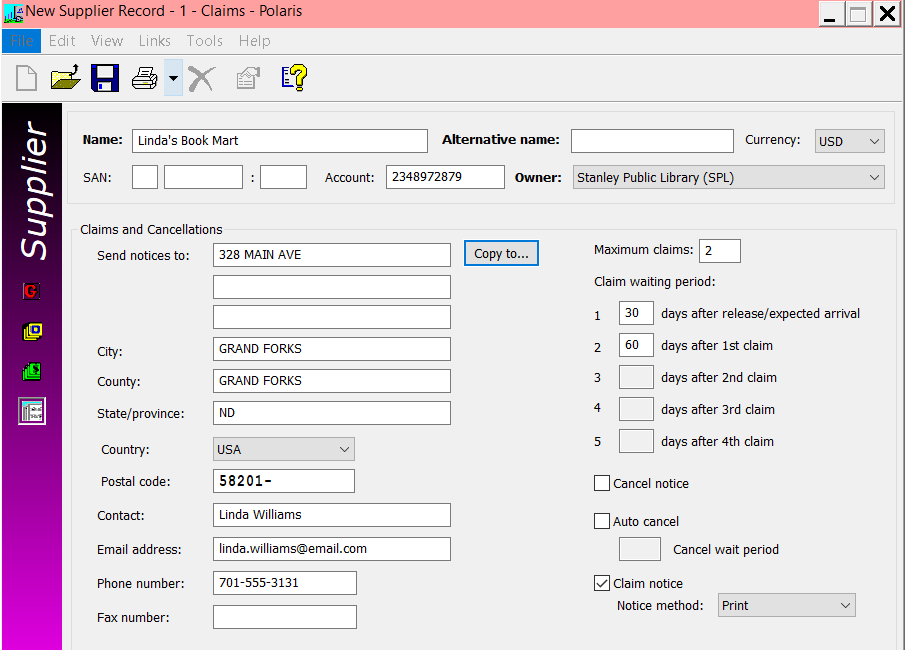 New Supplier Record - 1 - Claims - Polaris
File Edit View Links Tools Help
Supplier
Name: Linda's Book Mart Alternative name: Currency: USD
SAN: : Account: 2348972879 Owner: Stanley Public Library (SPL)
Claims and Cancellations
Send notices to: 328 MAIN AVE Copy to... Maximum claims: 2
Claim waiting period:
1 30 days after release/expected arrival
City: GRAND FORKS 2 60 days after 1st claim
County: GRAND FORKS 3 days after 2nd claim
State/province: ND 4 days after 3rd claim
Country: USA 5 days after 4th claim
Postal code: 58201- Cancel notice
Contact: Linda Williams Auto cancel
Email address: linda.williams@email.com Cancel wait period
Phone number: 701-555-3131 Claim notice
Fax number: Notice method: Print